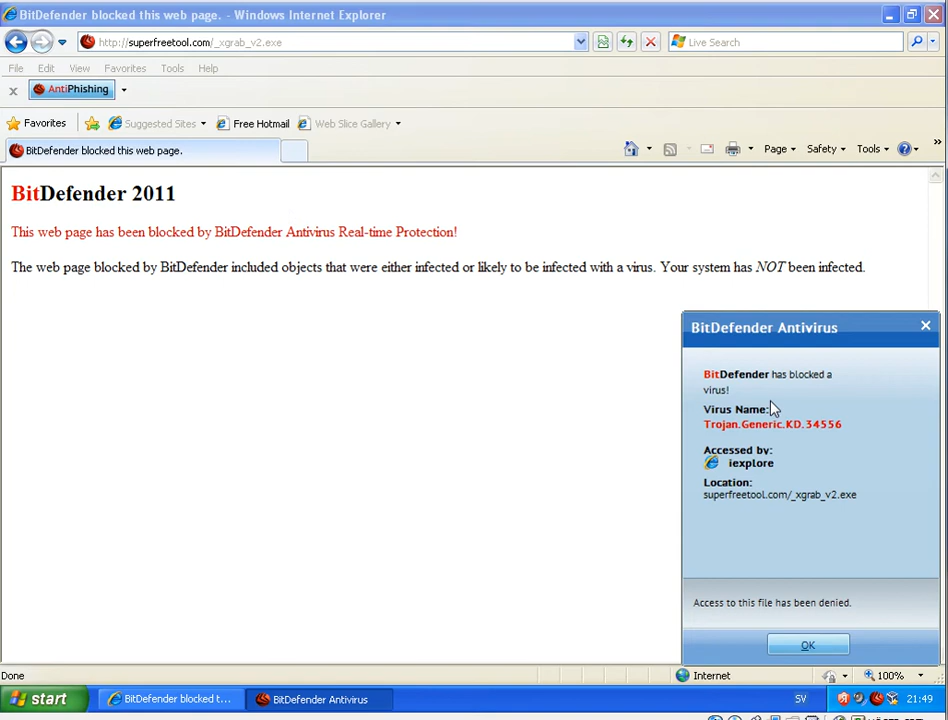 BitDefender blocked this web page. - Windows Internet Explorer
http://superfreetool.com/_xgrab_v2.exe
Live Search
File Edit View Favorites Tools Help
x AntiPhishing
Favorites Suggested Sites Free Hotmail Web Slice Gallery
BitDefender blocked this web page.
Page Safety Tools
BitDefender 2011
This web page has been blocked by BitDefender Antivirus Real-time Protection!
The web page blocked by BitDefender included objects that were either infected or likely to be infected with a virus. Your system has NOT been infected.
BitDefender Antivirus
BitDefender has blocked a
virus!
Virus Name:
Trojan.Generic.KD.34556
Accessed by:
iexplore
Location:
superfreetool.com/_xgrab_v2.exe
Access to this file has been denied.
OK
Done Internet 100%
start BitDefender blocked t... BitDefender Antivirus SV 21:49